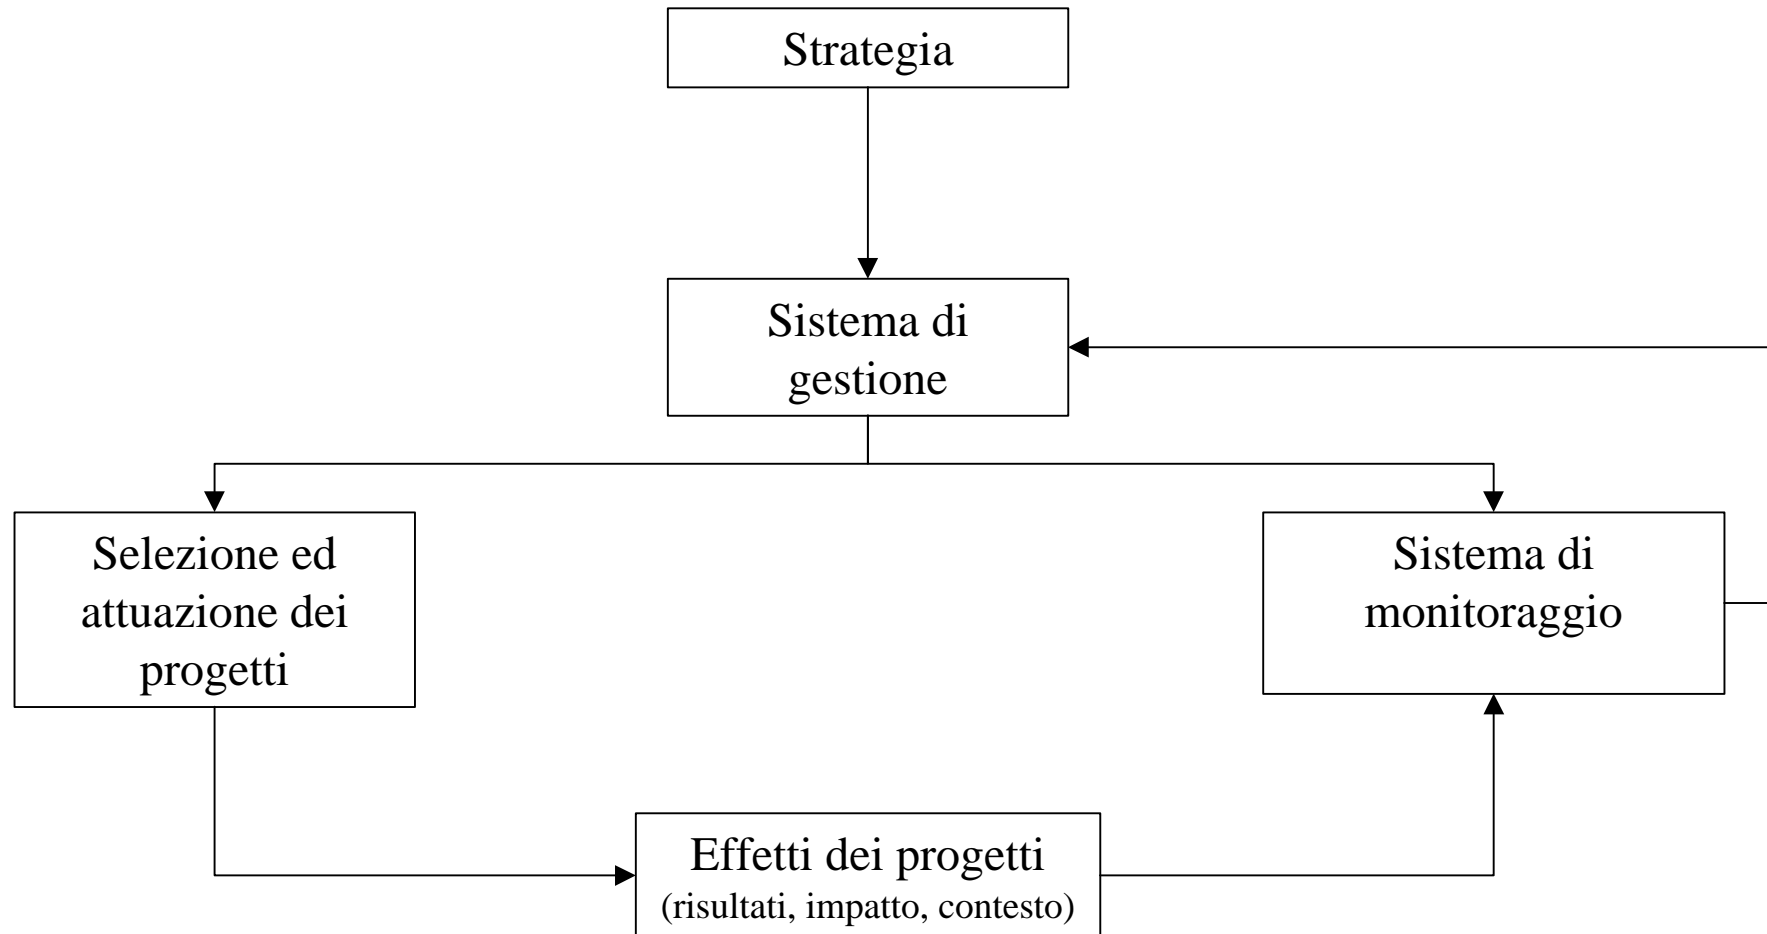 Strategia
Sistema di
gestione
Selezione ed
attuazione dei
progetti
Sistema di
monitoraggio
Effetti dei progetti
(risultati, impatto, contesto)